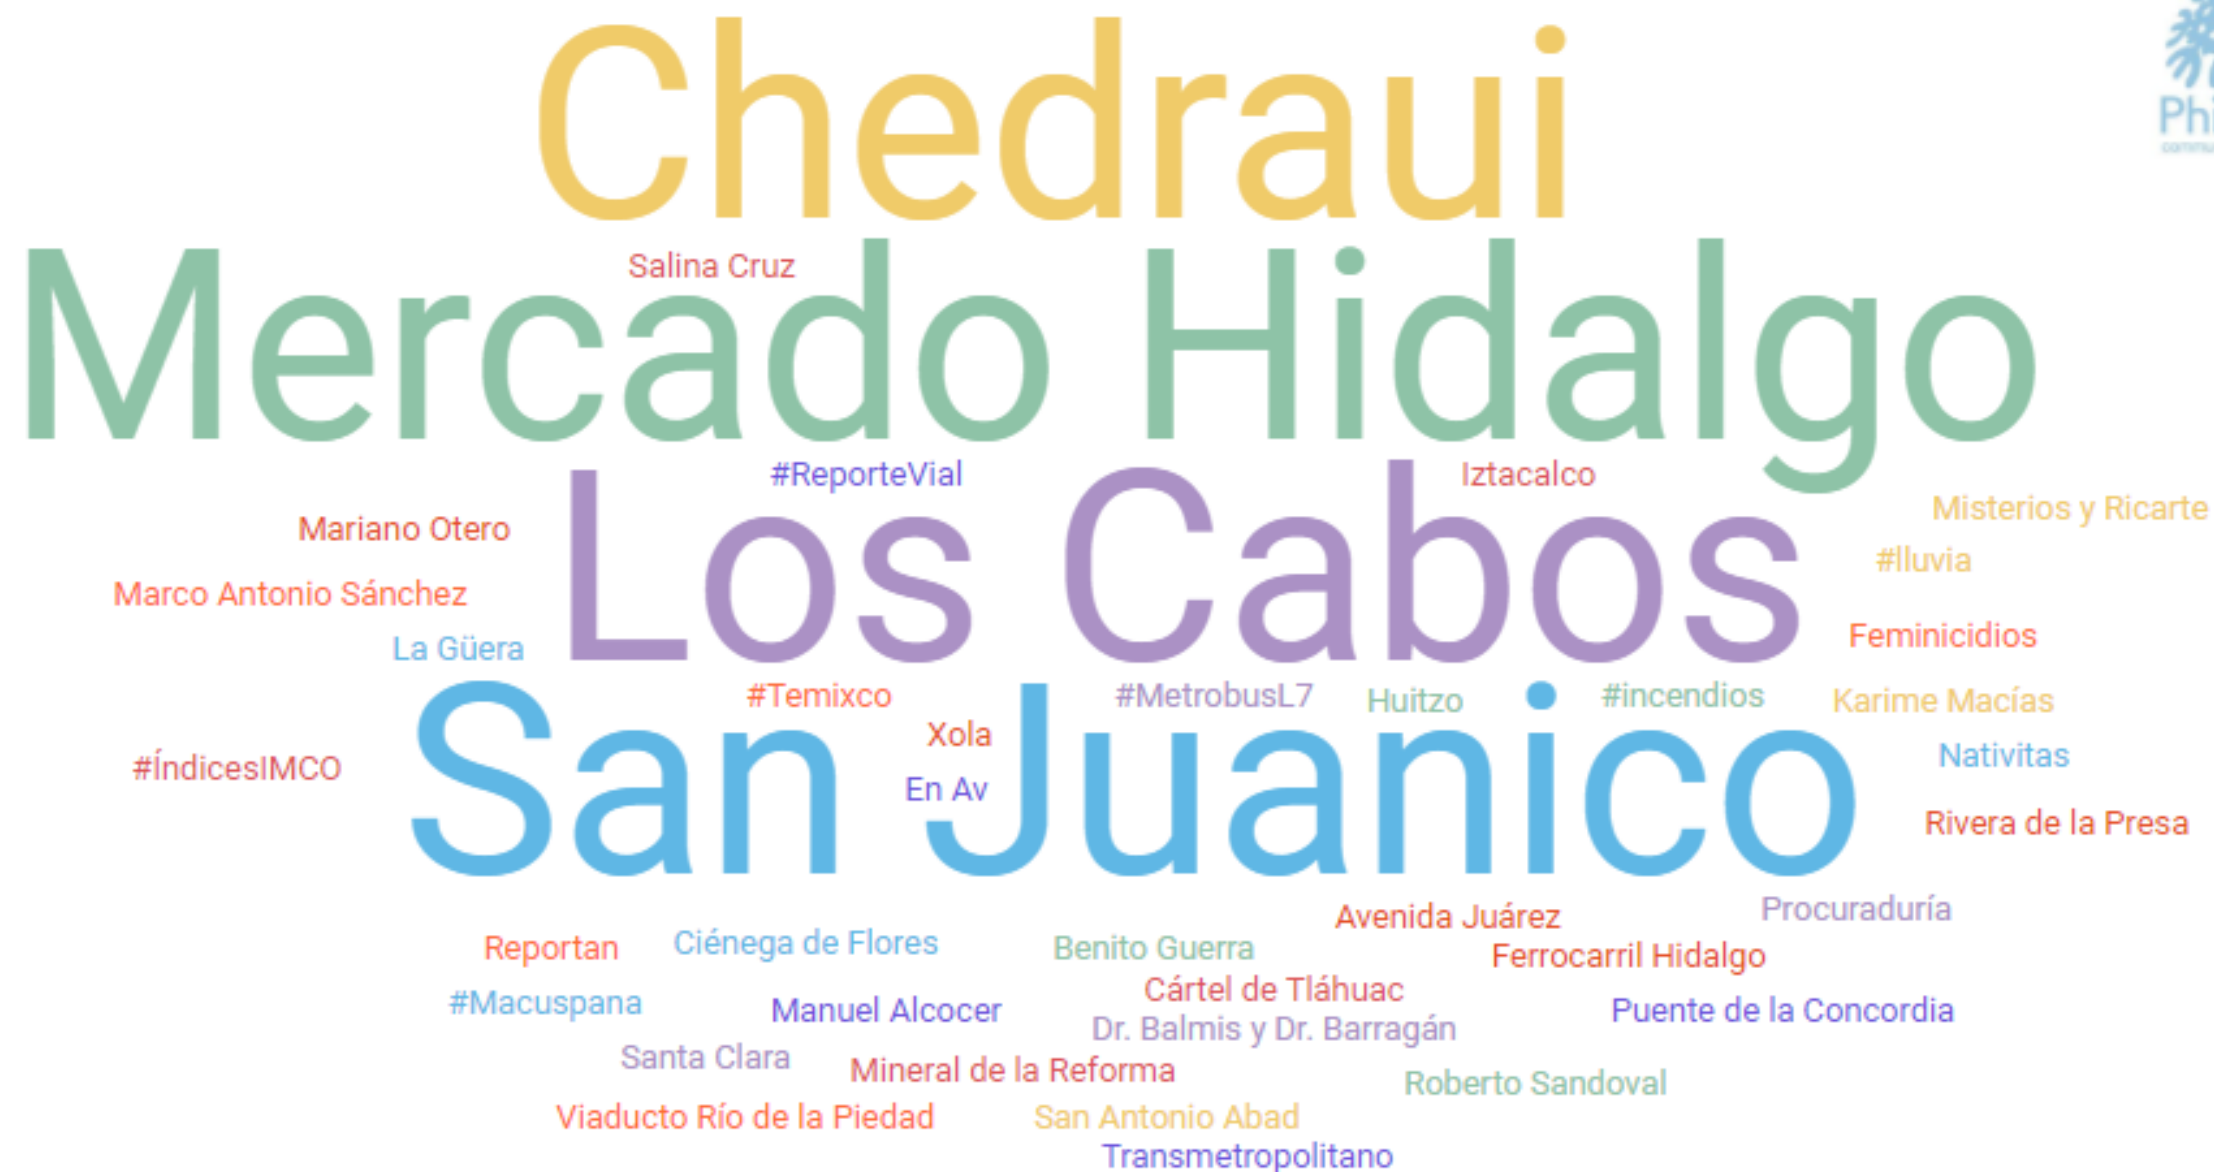 Chedraui
Salina Cruz
Mercado Hidalgo
#ReporteVial
Iztacalco
Misterios y Ricarte
Mariano Otero
Los Cabos
#lluvia
Marco Antonio Sánchez
La Güera
Feminicidios
#Temixco
#MetrobusL7
Huitzo
#incendios
Karime Macías
Xola
Nativitas
#ÍndicesIMCO
En Av
San Juanico
Rivera de la Presa
Avenida Juárez
Procuraduría
Reportan
Ciénega de Flores
Benito Guerra
Ferrocarril Hidalgo
Cártel de Tláhuac
#Macuspana
Manuel Alcocer
Puente de la Concordia
Dr. Balmis y Dr. Barragán
Santa Clara
Mineral de la Reforma
Roberto Sandoval
Viaducto Río de la Piedad
San Antonio Abad
Transmetropolitano